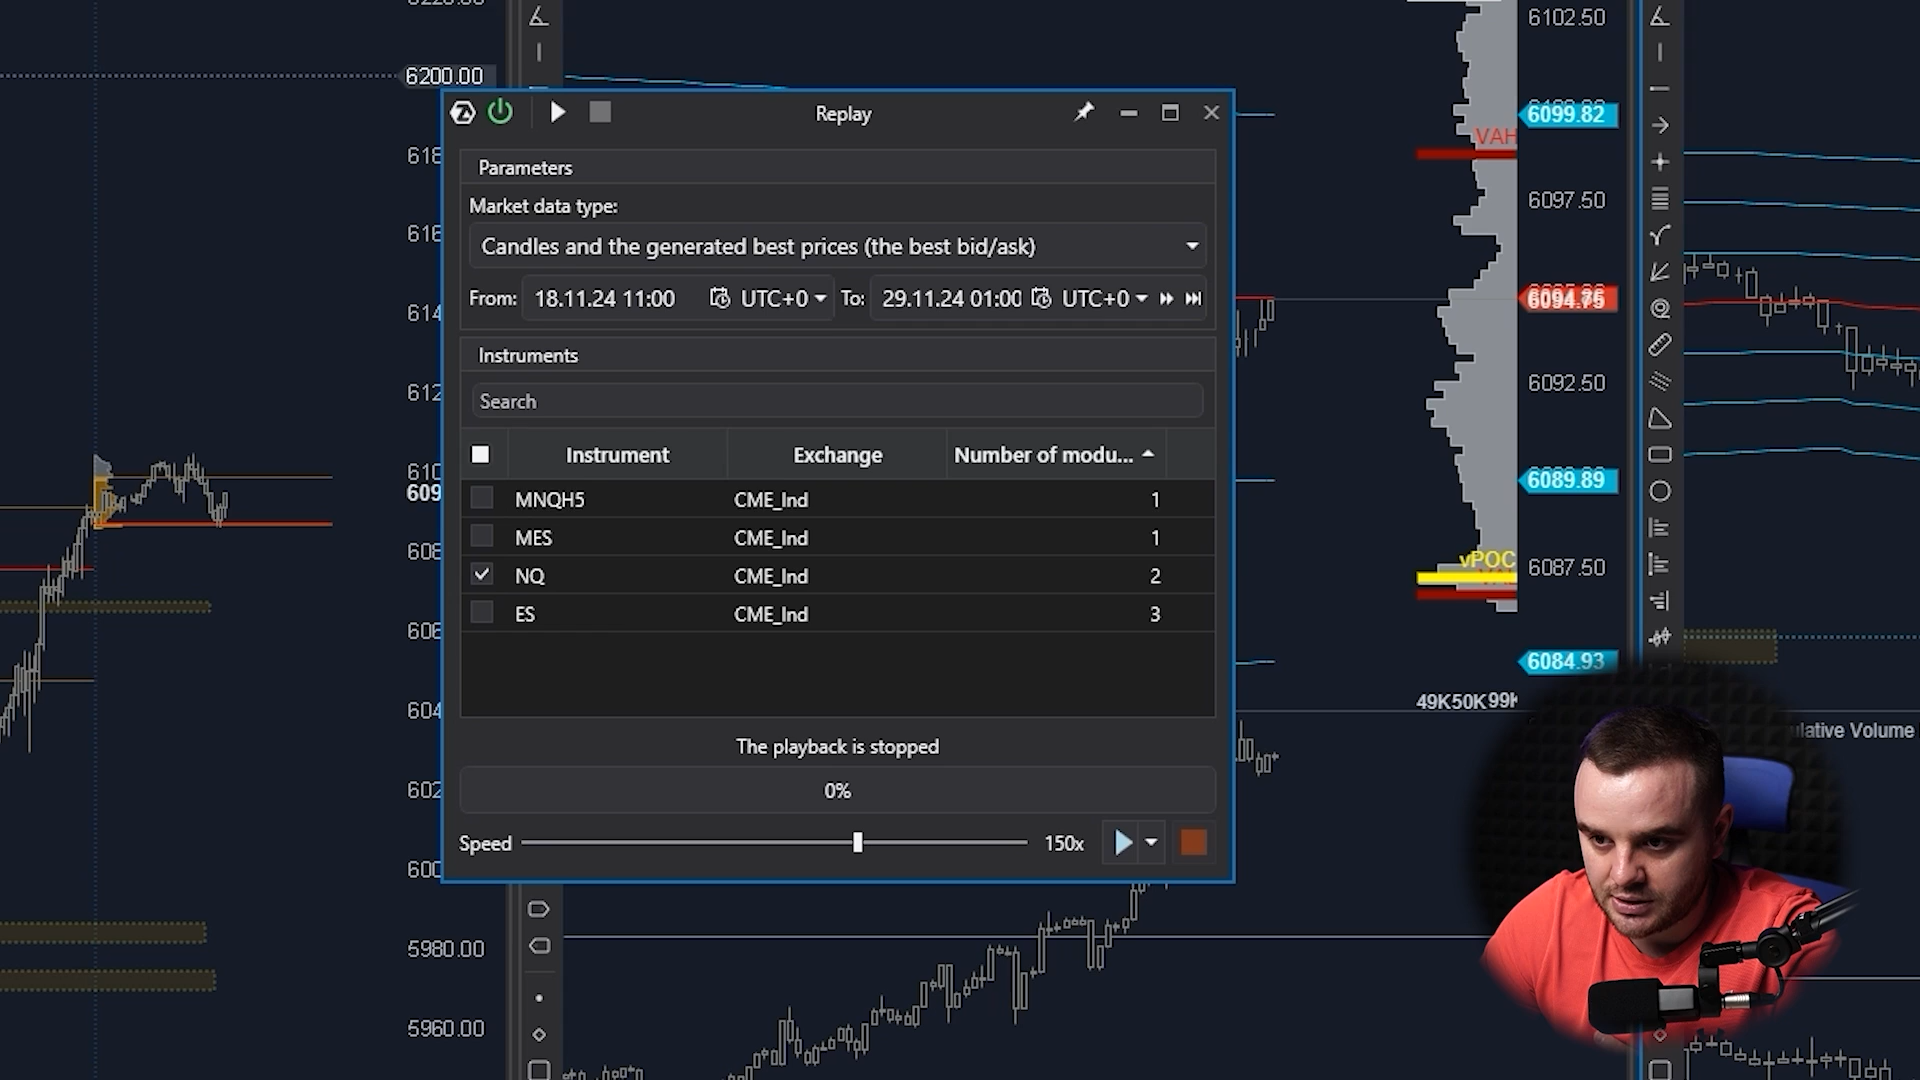 6200.00
5980.00
5960.00
Replay
Parameters
Market data type:
Candles and the generated best prices (the best bid/ask)
From: 18.11.24 11:00 UTC+0 To: 29.11.24 01:00 UTC+0
Instruments
Search
Instrument Exchange Number of modu...
MNQH5 CME_Ind 1
MES CME_Ind 1
NQ CME_Ind 2
ES CME_Ind 3
The playback is stopped
0%
Speed 150x
6102.50
6099.82
VAH
6097.50
6094.75
6092.50
6089.89
vPOC
6087.50
6084.93
49K50K99K
lative Volume